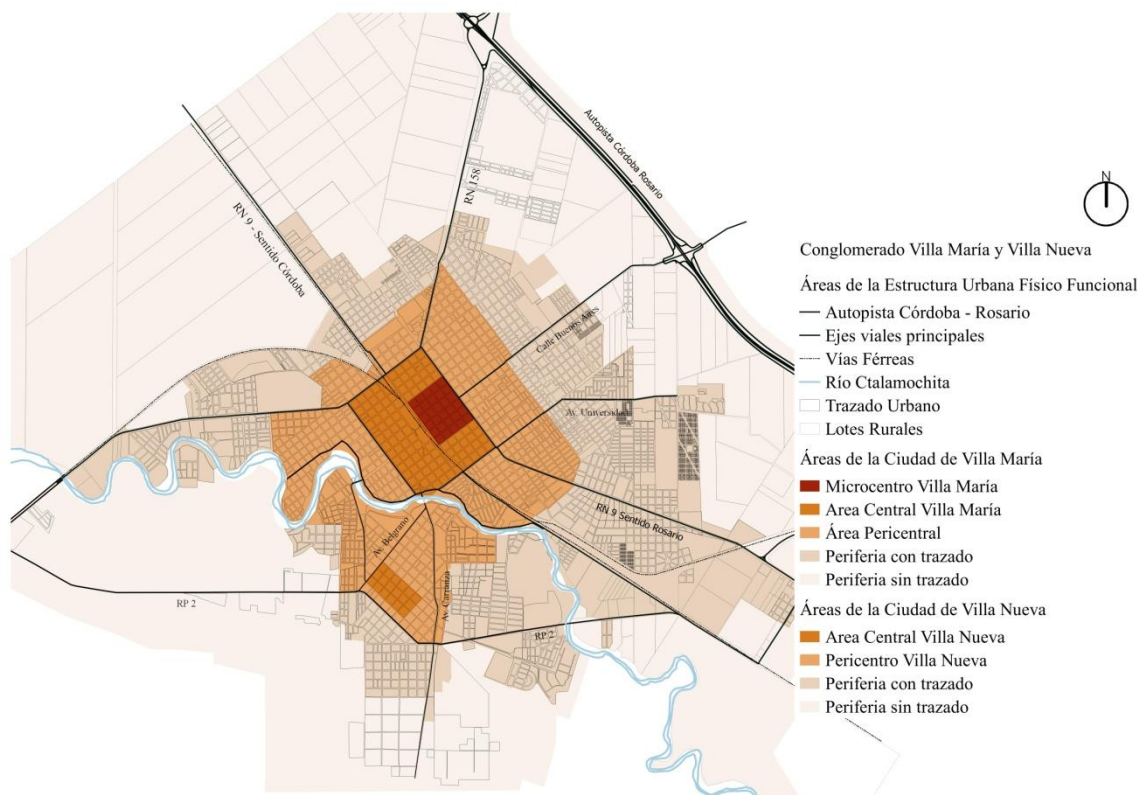 Autopista Córdoba Rosario
RN 158
RN 9 - Sentido Córdoba
Calle Buenos Aires
Av. Universidad
RN 9 Sentido Rosario
Av. Belgrano
Av. Carranza
RP 2
RP 2
N
Conglomerado Villa María y Villa Nueva
Áreas de la Estructura Urbana Físico Funcional
Autopista Córdoba - Rosario
Ejes viales principales
Vías Férreas
Río Ctalamochita
Trazado Urbano
Lotes Rurales
Áreas de la Ciudad de Villa María
Microcentro Villa María
Area Central Villa María
Área Pericentral
Periferia con trazado
Periferia sin trazado
Áreas de la Ciudad de Villa Nueva
Area Central Villa Nueva
Pericentro Villa Nueva
Periferia con trazado
Periferia sin trazado